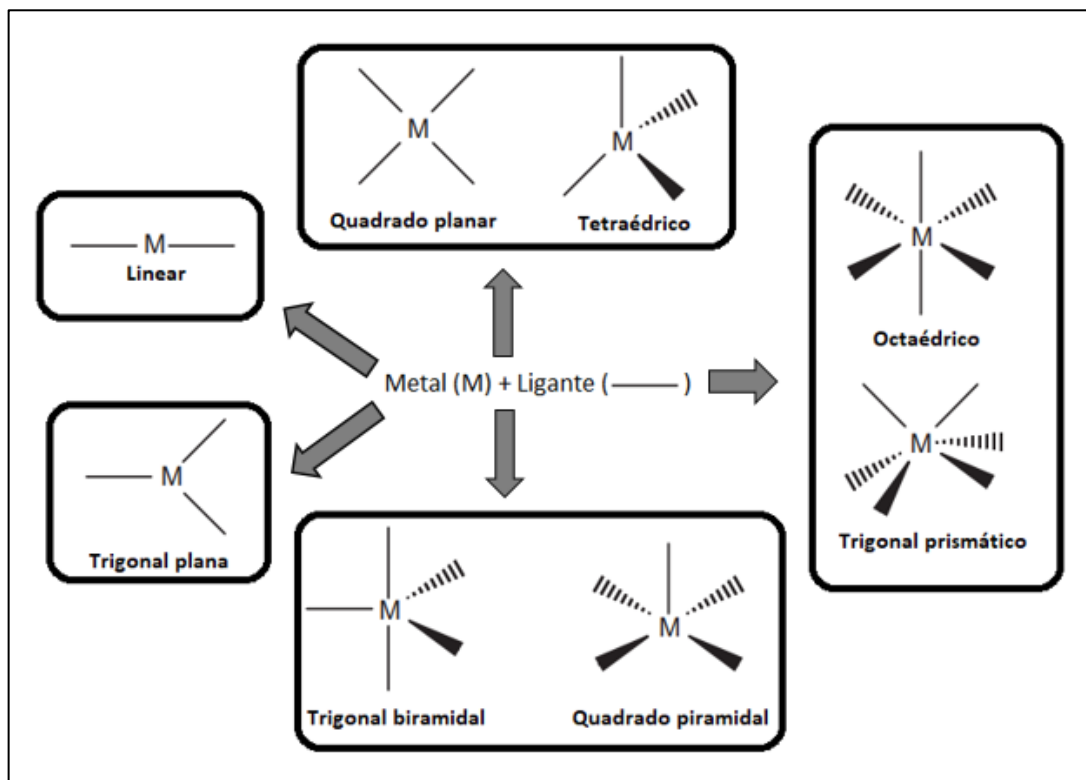 M
M
Quadrado planar
Tetraédrico
M
Linear
M
Octaédrico
Metal (M) + Ligante ( )
M
Trigonal plana
M
Trigonal prismático
M
M
Trigonal biramidal
Quadrado piramidal